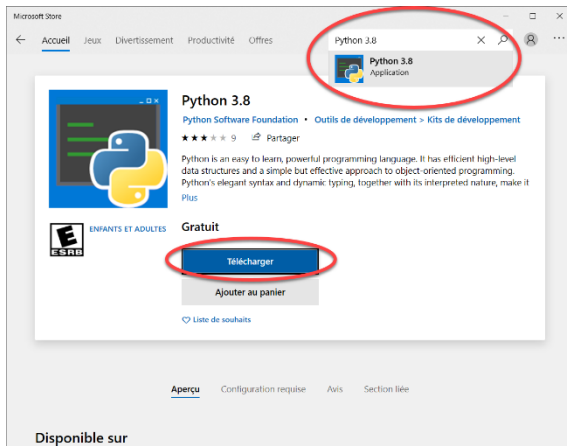 Microsoft Store
Accueil Jeux Divertissement Productivité Offres
Python 3.8
Python 3.8
Application
Python 3.8
Python Software Foundation • Outils de développement > Kits de développement
9 Partager
Python is an easy to learn, powerful programming language. It has efficient high-level
data structures and a simple but effective approach to object-oriented programming.
Python's elegant syntax and dynamic typing, together with its interpreted nature, make it
Plus
E
ESRB
ENFANTS ET ADULTES
Gratuit
Télécharger
Ajouter au panier
Liste de souhaits
Aperçu Configuration requise Avis Section liée
Disponible sur